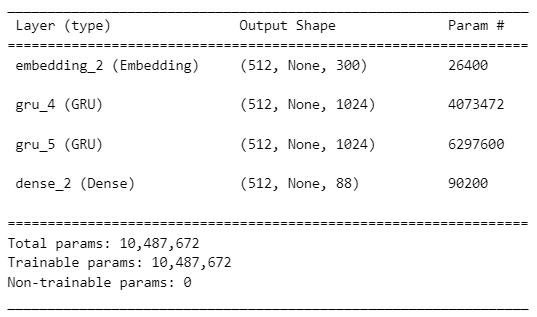 Layer (type) Output Shape Param #
embedding_2 (Embedding) (512, None, 300) 26400
gru_4 (GRU) (512, None, 1024) 4073472
gru_5 (GRU) (512, None, 1024) 6297600
dense_2 (Dense) (512, None, 88) 90200
Total params: 10,487,672
Trainable params: 10,487,672
Non-trainable params: 0